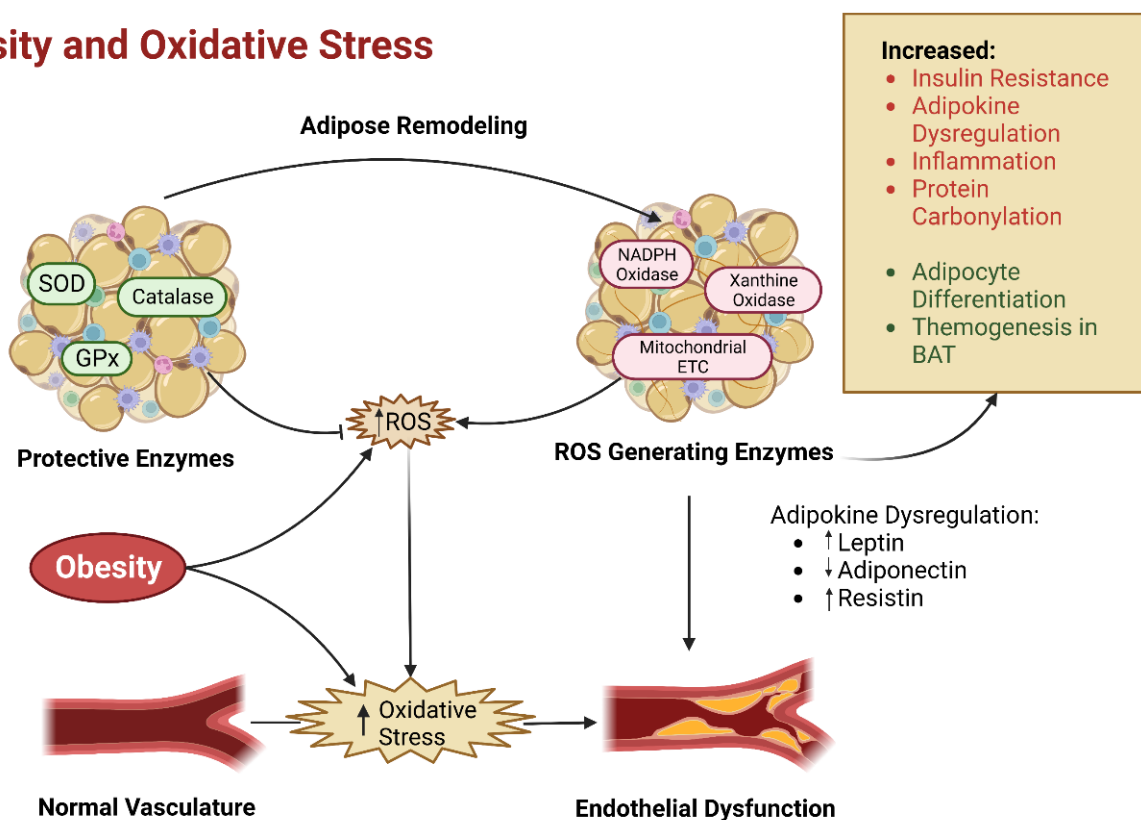 sity and Oxidative Stress
Adipose Remodeling
SOD
Catalase
GPx
Protective Enzymes
NADPH
Oxidase
Xanthine
Oxidase
Mitochondrial
ETC
ROS Generating Enzymes
↑ROS
Increased:
• Insulin Resistance
• Adipokine
Dysregulation
• Inflammation
• Protein
Carbonylation
• Adipocyte
Differentiation
• Themogenesis in
BAT
Obesity
Adipokine Dysregulation:
• ↑Leptin
• ↓Adiponectin
• ↑Resistin
↑ Oxidative
Stress
Normal Vasculature
Endothelial Dysfunction